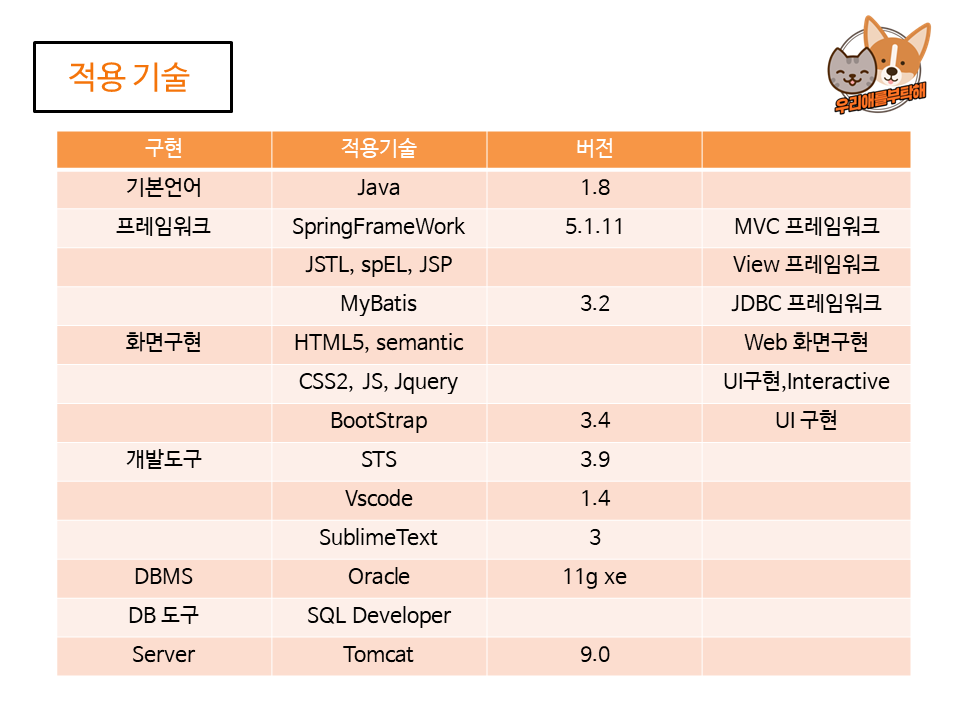 적용 기술
우리애를부탁해
구현 적용기술 버전
기본언어 Java 1.8
프레임워크 SpringFrameWork 5.1.11 MVC 프레임워크
JSTL, spEL, JSP View 프레임워크
MyBatis 3.2 JDBC 프레임워크
화면구현 HTML5, semantic Web 화면구현
CSS2, JS, Jquery UI구현,Interactive
BootStrap 3.4 UI 구현
개발도구 STS 3.9
Vscode 1.4
SublimeText 3
DBMS Oracle 11g xe
DB 도구 SQL Developer
Server Tomcat 9.0